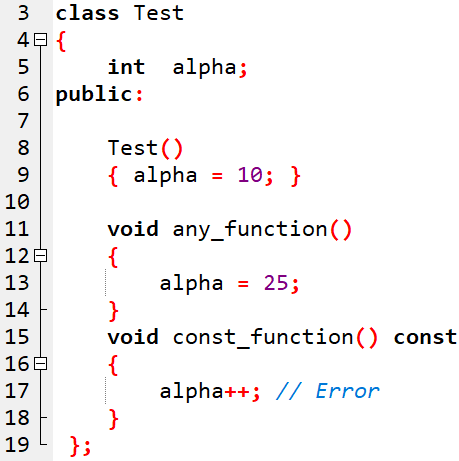 3 class Test
4 {
5 int alpha;
6 public:
7
8 Test()
9 { alpha = 10; }
10
11 void any_function()
12 {
13 alpha = 25;
14 }
15 void const_function() const
16 {
17 alpha++; // Error
18 }
19 };